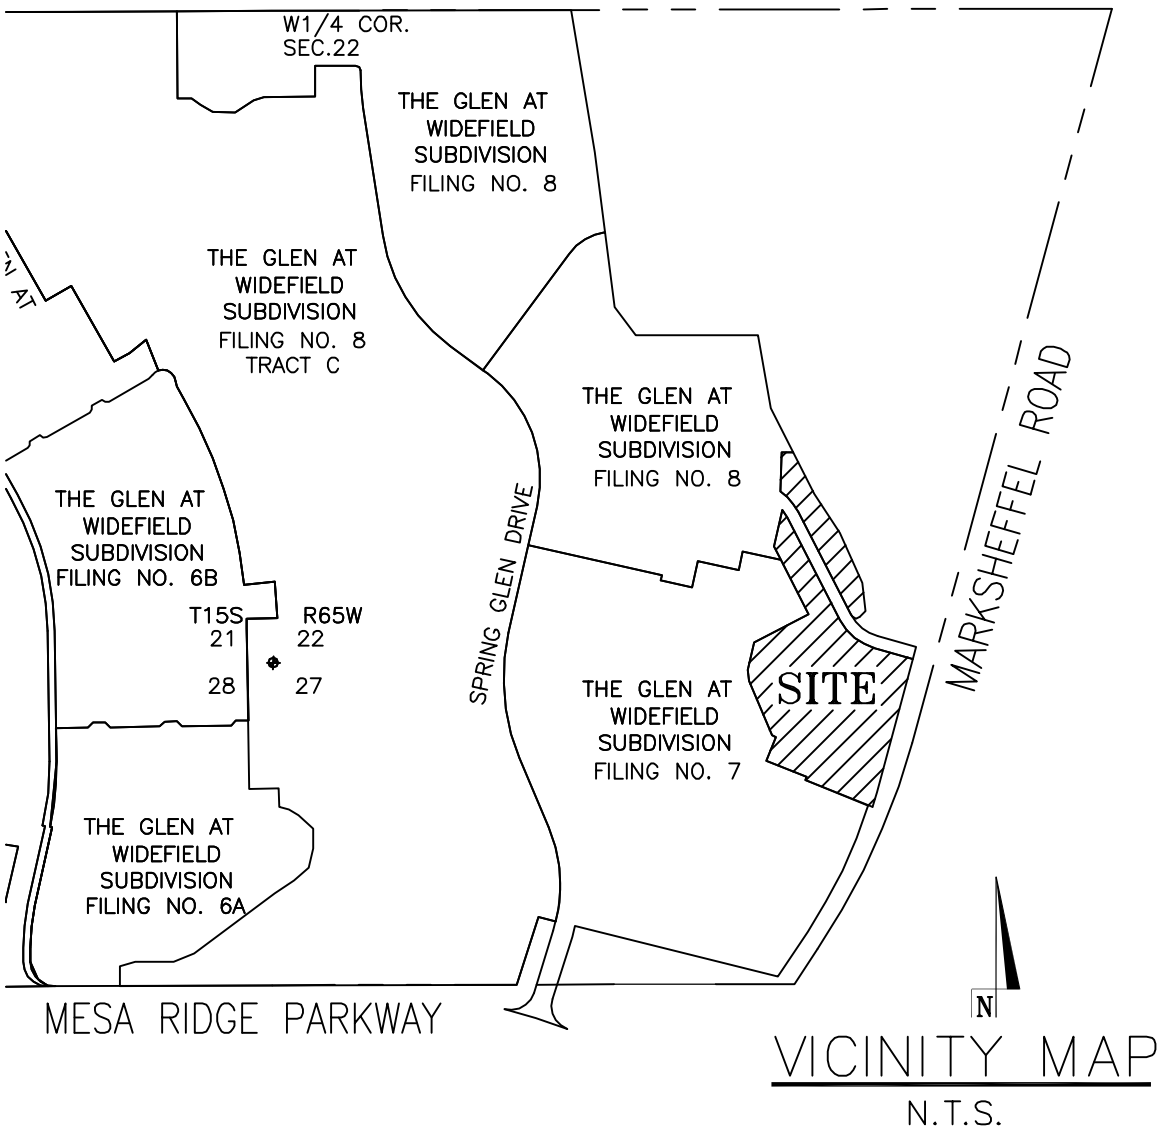 W1/4 COR.
SEC.22
THE GLEN AT
WIDEFIELD
SUBDIVISION
FILING NO. 8
THE GLEN AT
WIDEFIELD
SUBDIVISION
FILING NO. 8
TRACT C
EN AT
THE GLEN AT
WIDEFIELD
SUBDIVISION
FILING NO. 8
MARKSHEFFEL ROAD
THE GLEN AT
WIDEFIELD
SUBDIVISION
FILING NO. 6B
SPRING GLEN DRIVE
T15S R65W
21 22
28 27
SITE
THE GLEN AT
WIDEFIELD
SUBDIVISION
FILING NO. 7
THE GLEN AT
WIDEFIELD
SUBDIVISION
FILING NO. 6A
MESA RIDGE PARKWAY
N
VICINITY MAP
N.T.S.